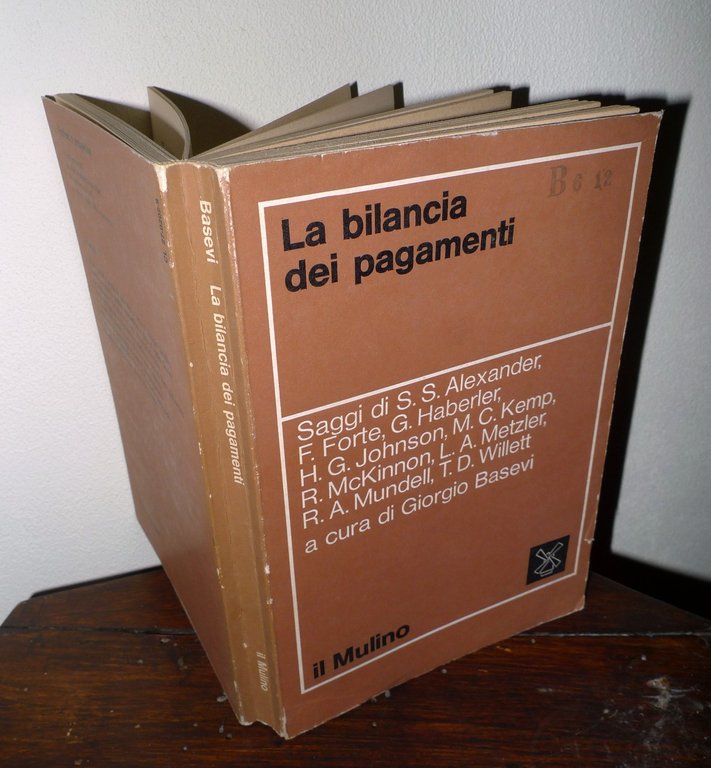 La bilancia
dei pagamenti
B 6 12
Saggi di S. S. Alexander,
F. Forte, G. Haberler,
H. G. Johnson, M. C. Kemp,
R. McKinnon, L. A. Metzler,
R. A. Mundell, T. D. Willett
a cura di Giorgio Basevi
il Mulino
Basevi La bilancia dei pagamenti il Mulino